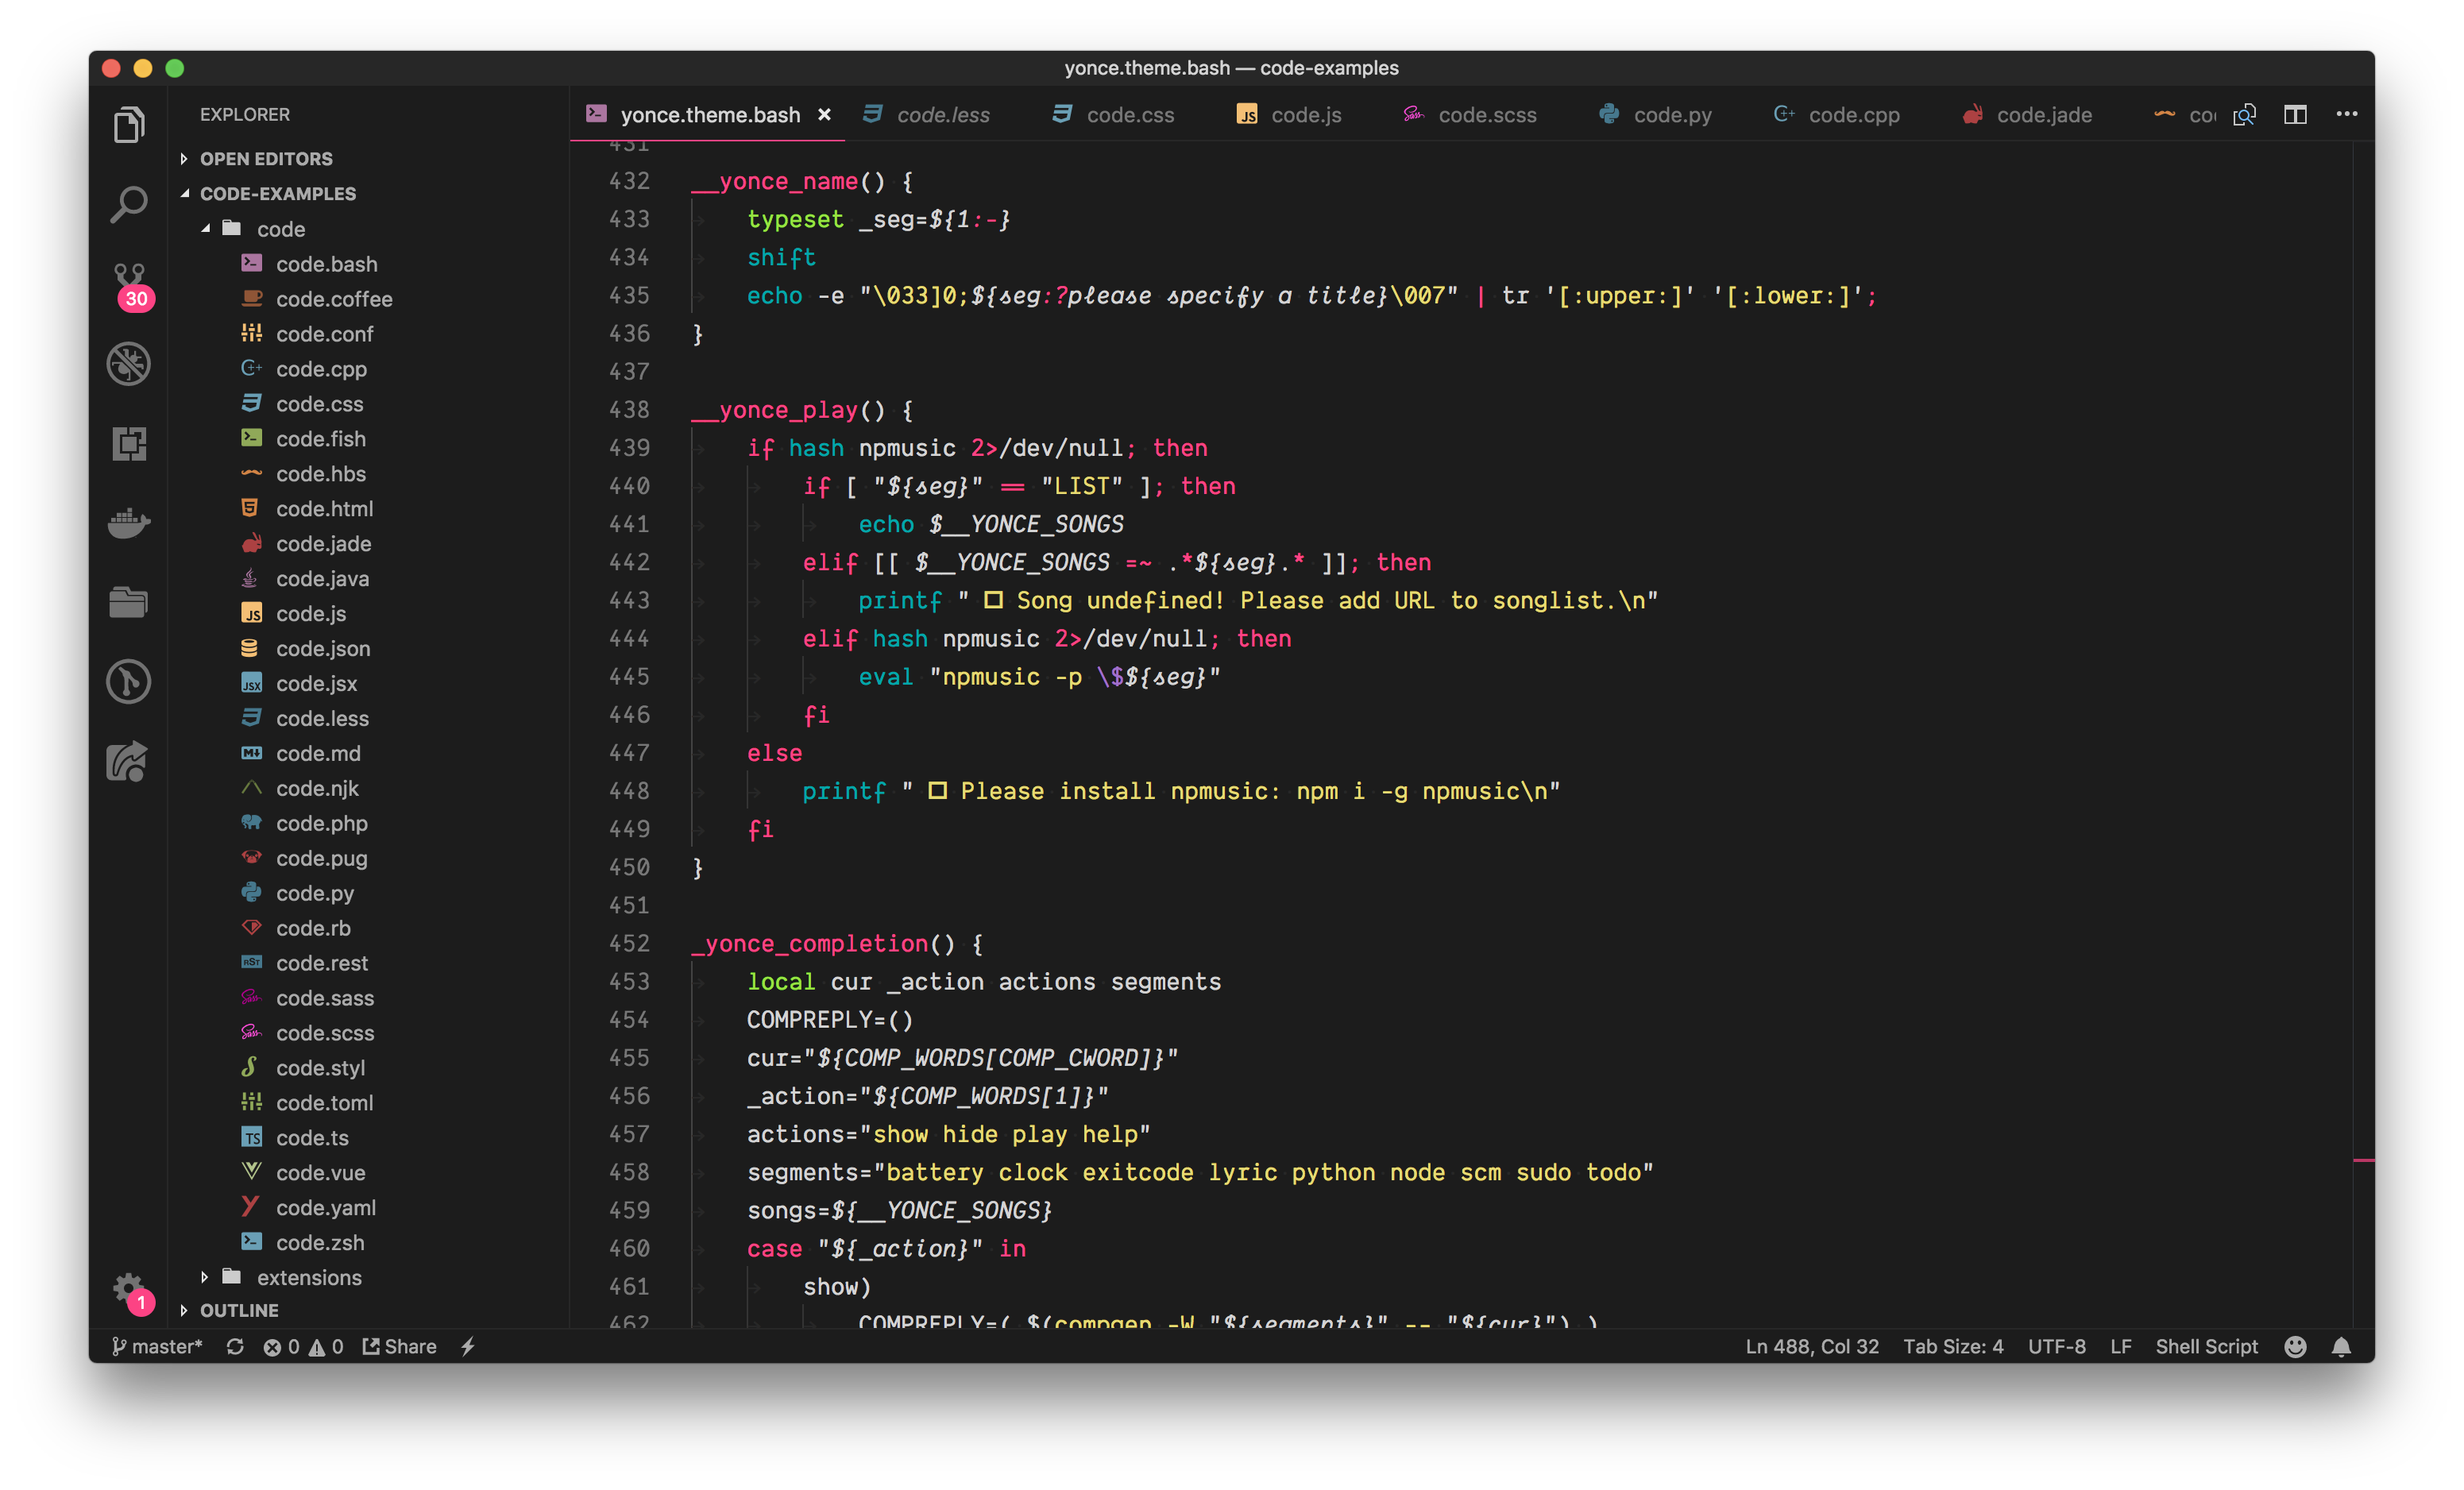 yonce.theme.bash — code-examples
EXPLORER
OPEN EDITORS
CODE-EXAMPLES
code
code.bash
code.coffee
code.conf
code.cpp
code.css
code.fish
code.hbs
code.html
code.jade
code.java
code.js
code.json
code.jsx
code.less
code.md
code.njk
code.php
code.pug
code.py
code.rb
code.rest
code.sass
code.scss
code.styl
code.toml
code.ts
code.vue
code.yaml
code.zsh
extensions
OUTLINE
30
1
yonce.theme.bash × code.less code.css code.js code.scss code.py code.cpp code.jade
431
432 __yonce_name() {
433 typeset _seg=${1:-}
434 shift
435 echo -e "\033]0;${seg:?please specify a title}\007" | tr '[:upper:]' '[:lower:]';
436 }
437
438 __yonce_play() {
439 if hash npmusic 2>/dev/null; then
440 if [ "${seg}" == "LIST" ]; then
441 echo $__YONCE_SONGS
442 elif [[ $__YONCE_SONGS =~ .*${seg}.* ]]; then
443 printf " □ Song undefined! Please add URL to songlist.\n"
444 elif hash npmusic 2>/dev/null; then
445 eval "npmusic -p \$${seg}"
446 fi
447 else
448 printf " □ Please install npmusic: npm i -g npmusic\n"
449 fi
450 }
451
452 _yonce_completion() {
453 local cur _action actions segments
454 COMPREPLY=()
455 cur="${COMP_WORDS[COMP_CWORD]}"
456 _action="${COMP_WORDS[1]}"
457 actions="show hide play help"
458 segments="battery clock exitcode lyric python node scm sudo todo"
459 songs=${__YONCE_SONGS}
460 case "${_action}" in
461 show)
462 COMPREPLY=( $(compgen -W "${segments}" -- "${cur}") )
master* 0 0 Share
Ln 488, Col 32 Tab Size: 4 UTF-8 LF Shell Script